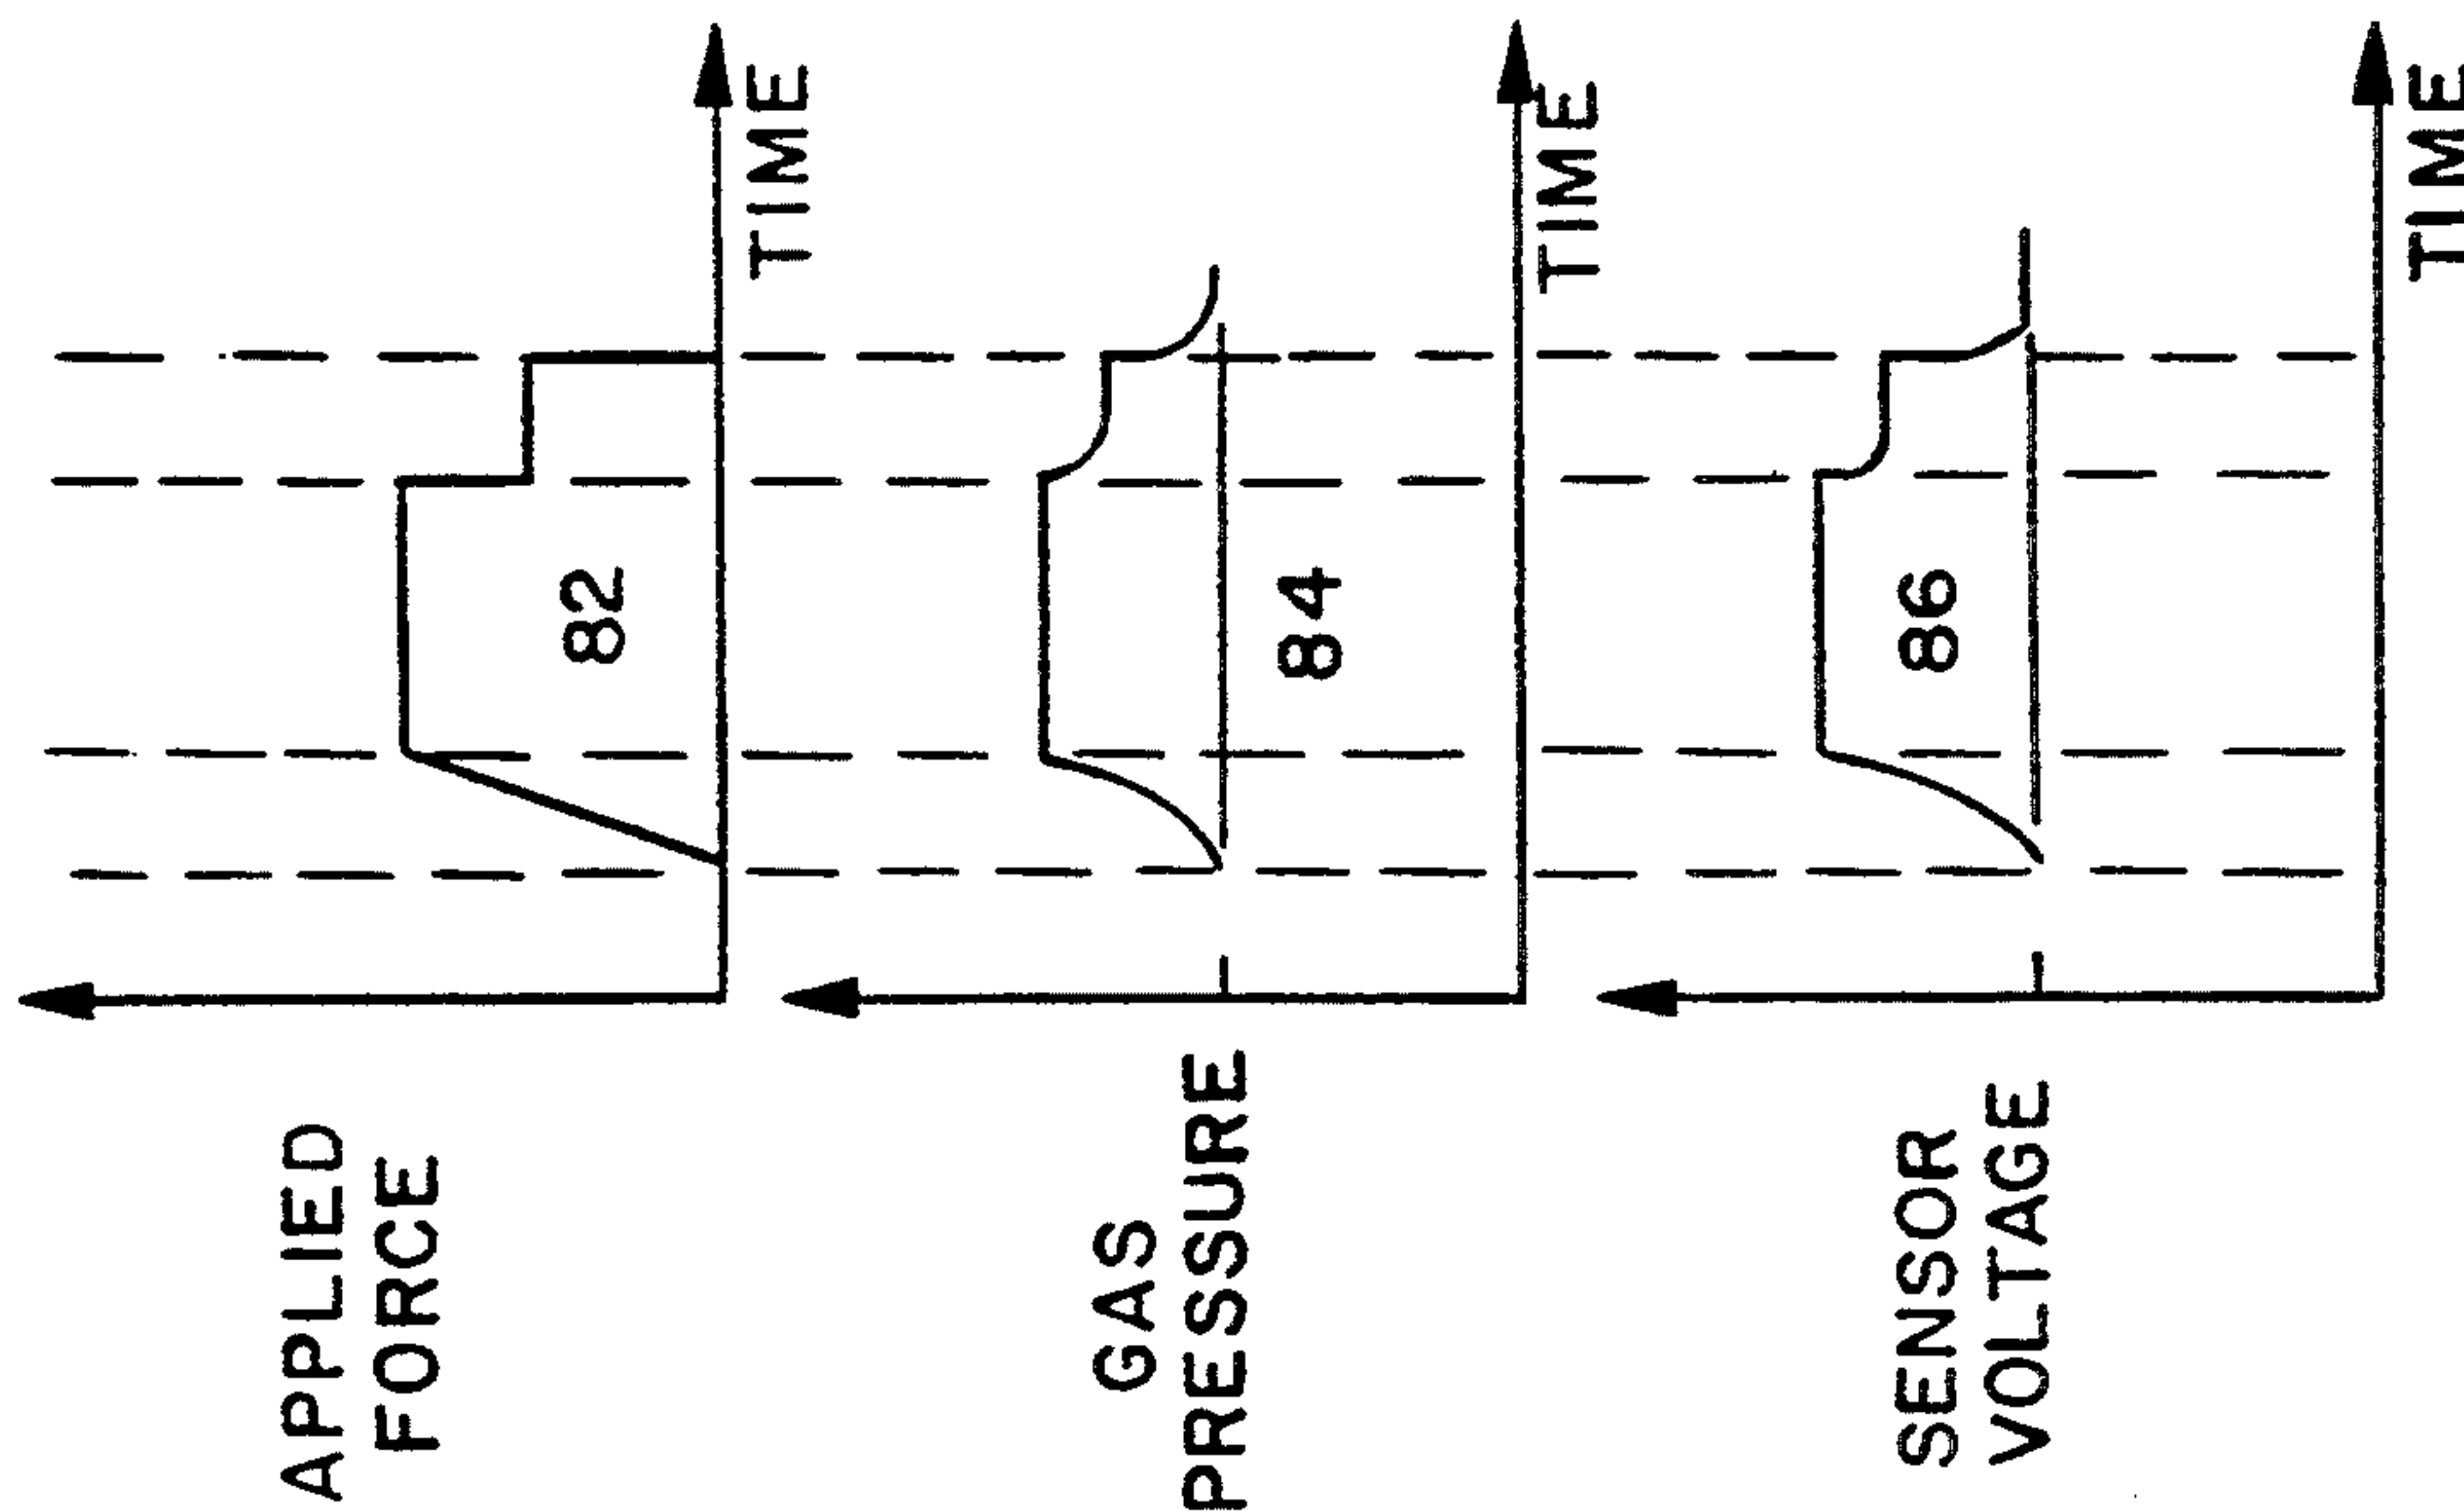 APPLIED
FORCE
82
TIME
GAS
PRESSURE
84
TIME
SENSOR
VOLTAGE
86
TIME